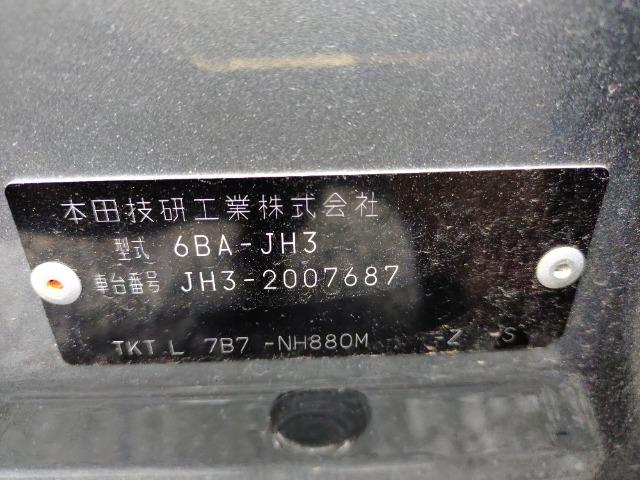 本田技研工業株式会社
型式 6BA-JH3
車台番号 JH3-2007687
TKT L 7B7 -NH880M -Z -S